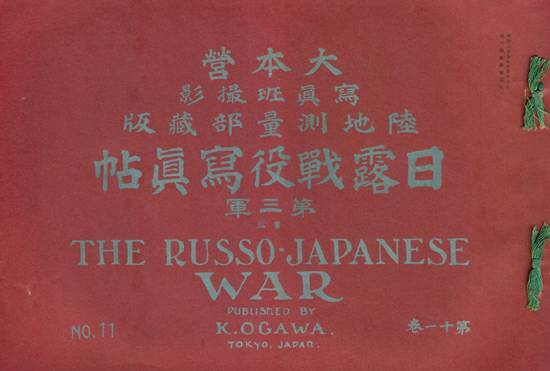 大本營
寫眞班撮影
陸地測量部藏版
日露戰役寫眞帖
第三軍
THE RUSSO-JAPANESE
WAR
PUBLISHED BY
K. OGAWA.
TOKYO, JAPAN.
NO. 11
第十一卷